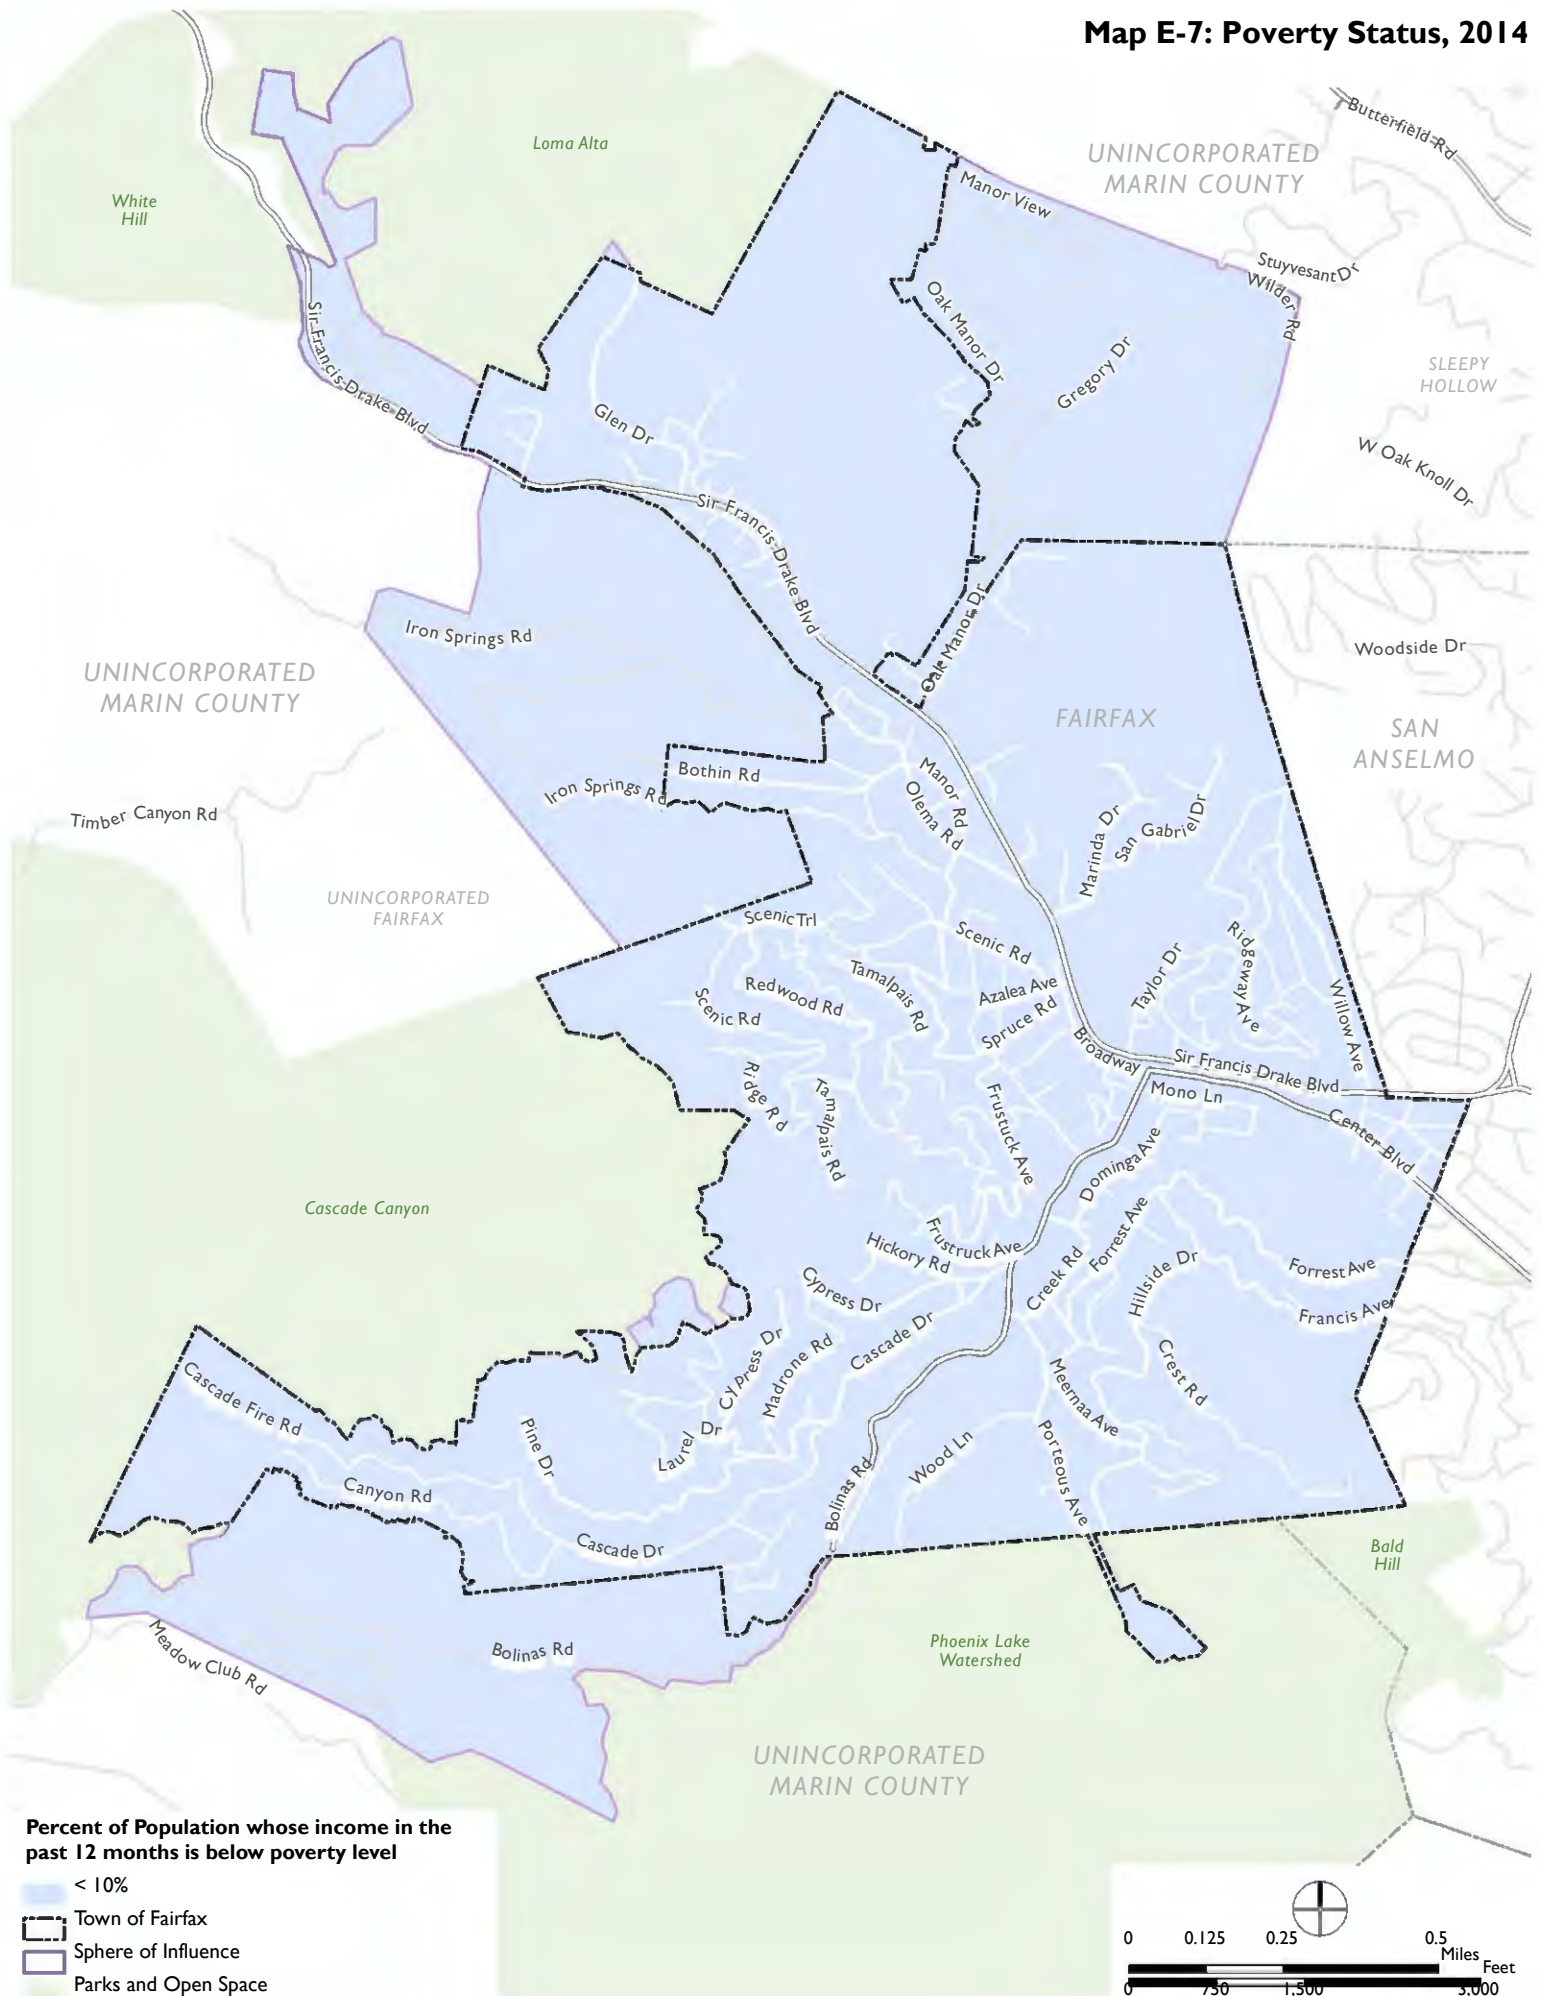 Map E-7: Poverty Status, 2014
Butterfield Rd
UNINCORPORATED
MARIN COUNTY
Loma Alta
White
Hill
Manor View
Stuyvesant Dr
Wilder Rd
Sir Francis Drake Blvd
Oak Manor Dr
Gregory Dr
SLEEPY
HOLLOW
Glen Dr
W Oak Knoll Dr
Sir Francis Drake Blvd
Iron Springs Rd
Oak Manor Dr
Woodside Dr
UNINCORPORATED
MARIN COUNTY
FAIRFAX
SAN
ANSELMO
Bothin Rd
Iron Springs Rd
Manor Rd
Olema Rd
Timber Canyon Rd
Marinda Dr
San Gabriel Dr
UNINCORPORATED
FAIRFAX
Scenic Trl
Scenic Rd
Ridgeway Ave
Taylor Dr
Tamalpais Rd
Redwood Rd
Azalea Ave
Scenic Rd
Spruce Rd
Willow Ave
Broadway
Sir Francis Drake Blvd
Ridge Rd
Tamalpais Rd
Frustuck Ave
Mono Ln
Center Blvd
Dominga Ave
Cascade Canyon
Frustruck Ave
Hickory Rd
Forrest Ave
Creek Rd
Hillside Dr
Forrest Ave
Cypress Dr
Francis Ave
Cascade Dr
CyPress Dr
Madrone Rd
Crest Rd
Meernaa Ave
Cascade Fire Rd
Pine Dr
Laurel Dr
Wood Ln
Porteous Ave
Canyon Rd
Bolinas Rd
Cascade Dr
Bald
Hill
Meadow Club Rd
Bolinas Rd
Phoenix Lake
Watershed
UNINCORPORATED
MARIN COUNTY
Percent of Population whose income in the
past 12 months is below poverty level
< 10%
Town of Fairfax
Sphere of Influence
Parks and Open Space
0 0.125 0.25 0.5
Miles
Feet
0 750 1,500 3,000